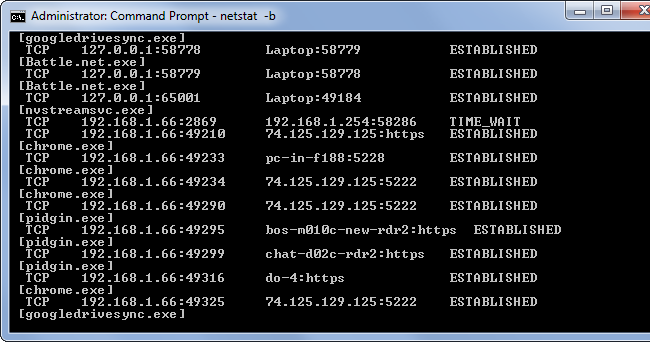 Administrator: Command Prompt - netstat -b
[googledrivesync.exe]
TCP 127.0.0.1:58778 Laptop:58779 ESTABLISHED
[Battle.net.exe]
TCP 127.0.0.1:58779 Laptop:58778 ESTABLISHED
[Battle.net.exe]
TCP 127.0.0.1:65001 Laptop:49184 ESTABLISHED
[nvstreamsvc.exe]
TCP 192.168.1.66:2869 192.168.1.254:58286 TIME_WAIT
TCP 192.168.1.66:49210 74.125.129.125:https ESTABLISHED
[chrome.exe]
TCP 192.168.1.66:49233 pc-in-f188:5228 ESTABLISHED
[chrome.exe]
TCP 192.168.1.66:49234 74.125.129.125:5222 ESTABLISHED
[chrome.exe]
TCP 192.168.1.66:49290 74.125.129.125:5222 ESTABLISHED
[pidgin.exe]
TCP 192.168.1.66:49295 bos-m010c-new-rdr2:https ESTABLISHED
[pidgin.exe]
TCP 192.168.1.66:49299 chat-d02c-rdr2:https ESTABLISHED
[pidgin.exe]
TCP 192.168.1.66:49316 do-4:https ESTABLISHED
[chrome.exe]
TCP 192.168.1.66:49325 74.125.129.125:5222 ESTABLISHED
[googledrivesync.exe]